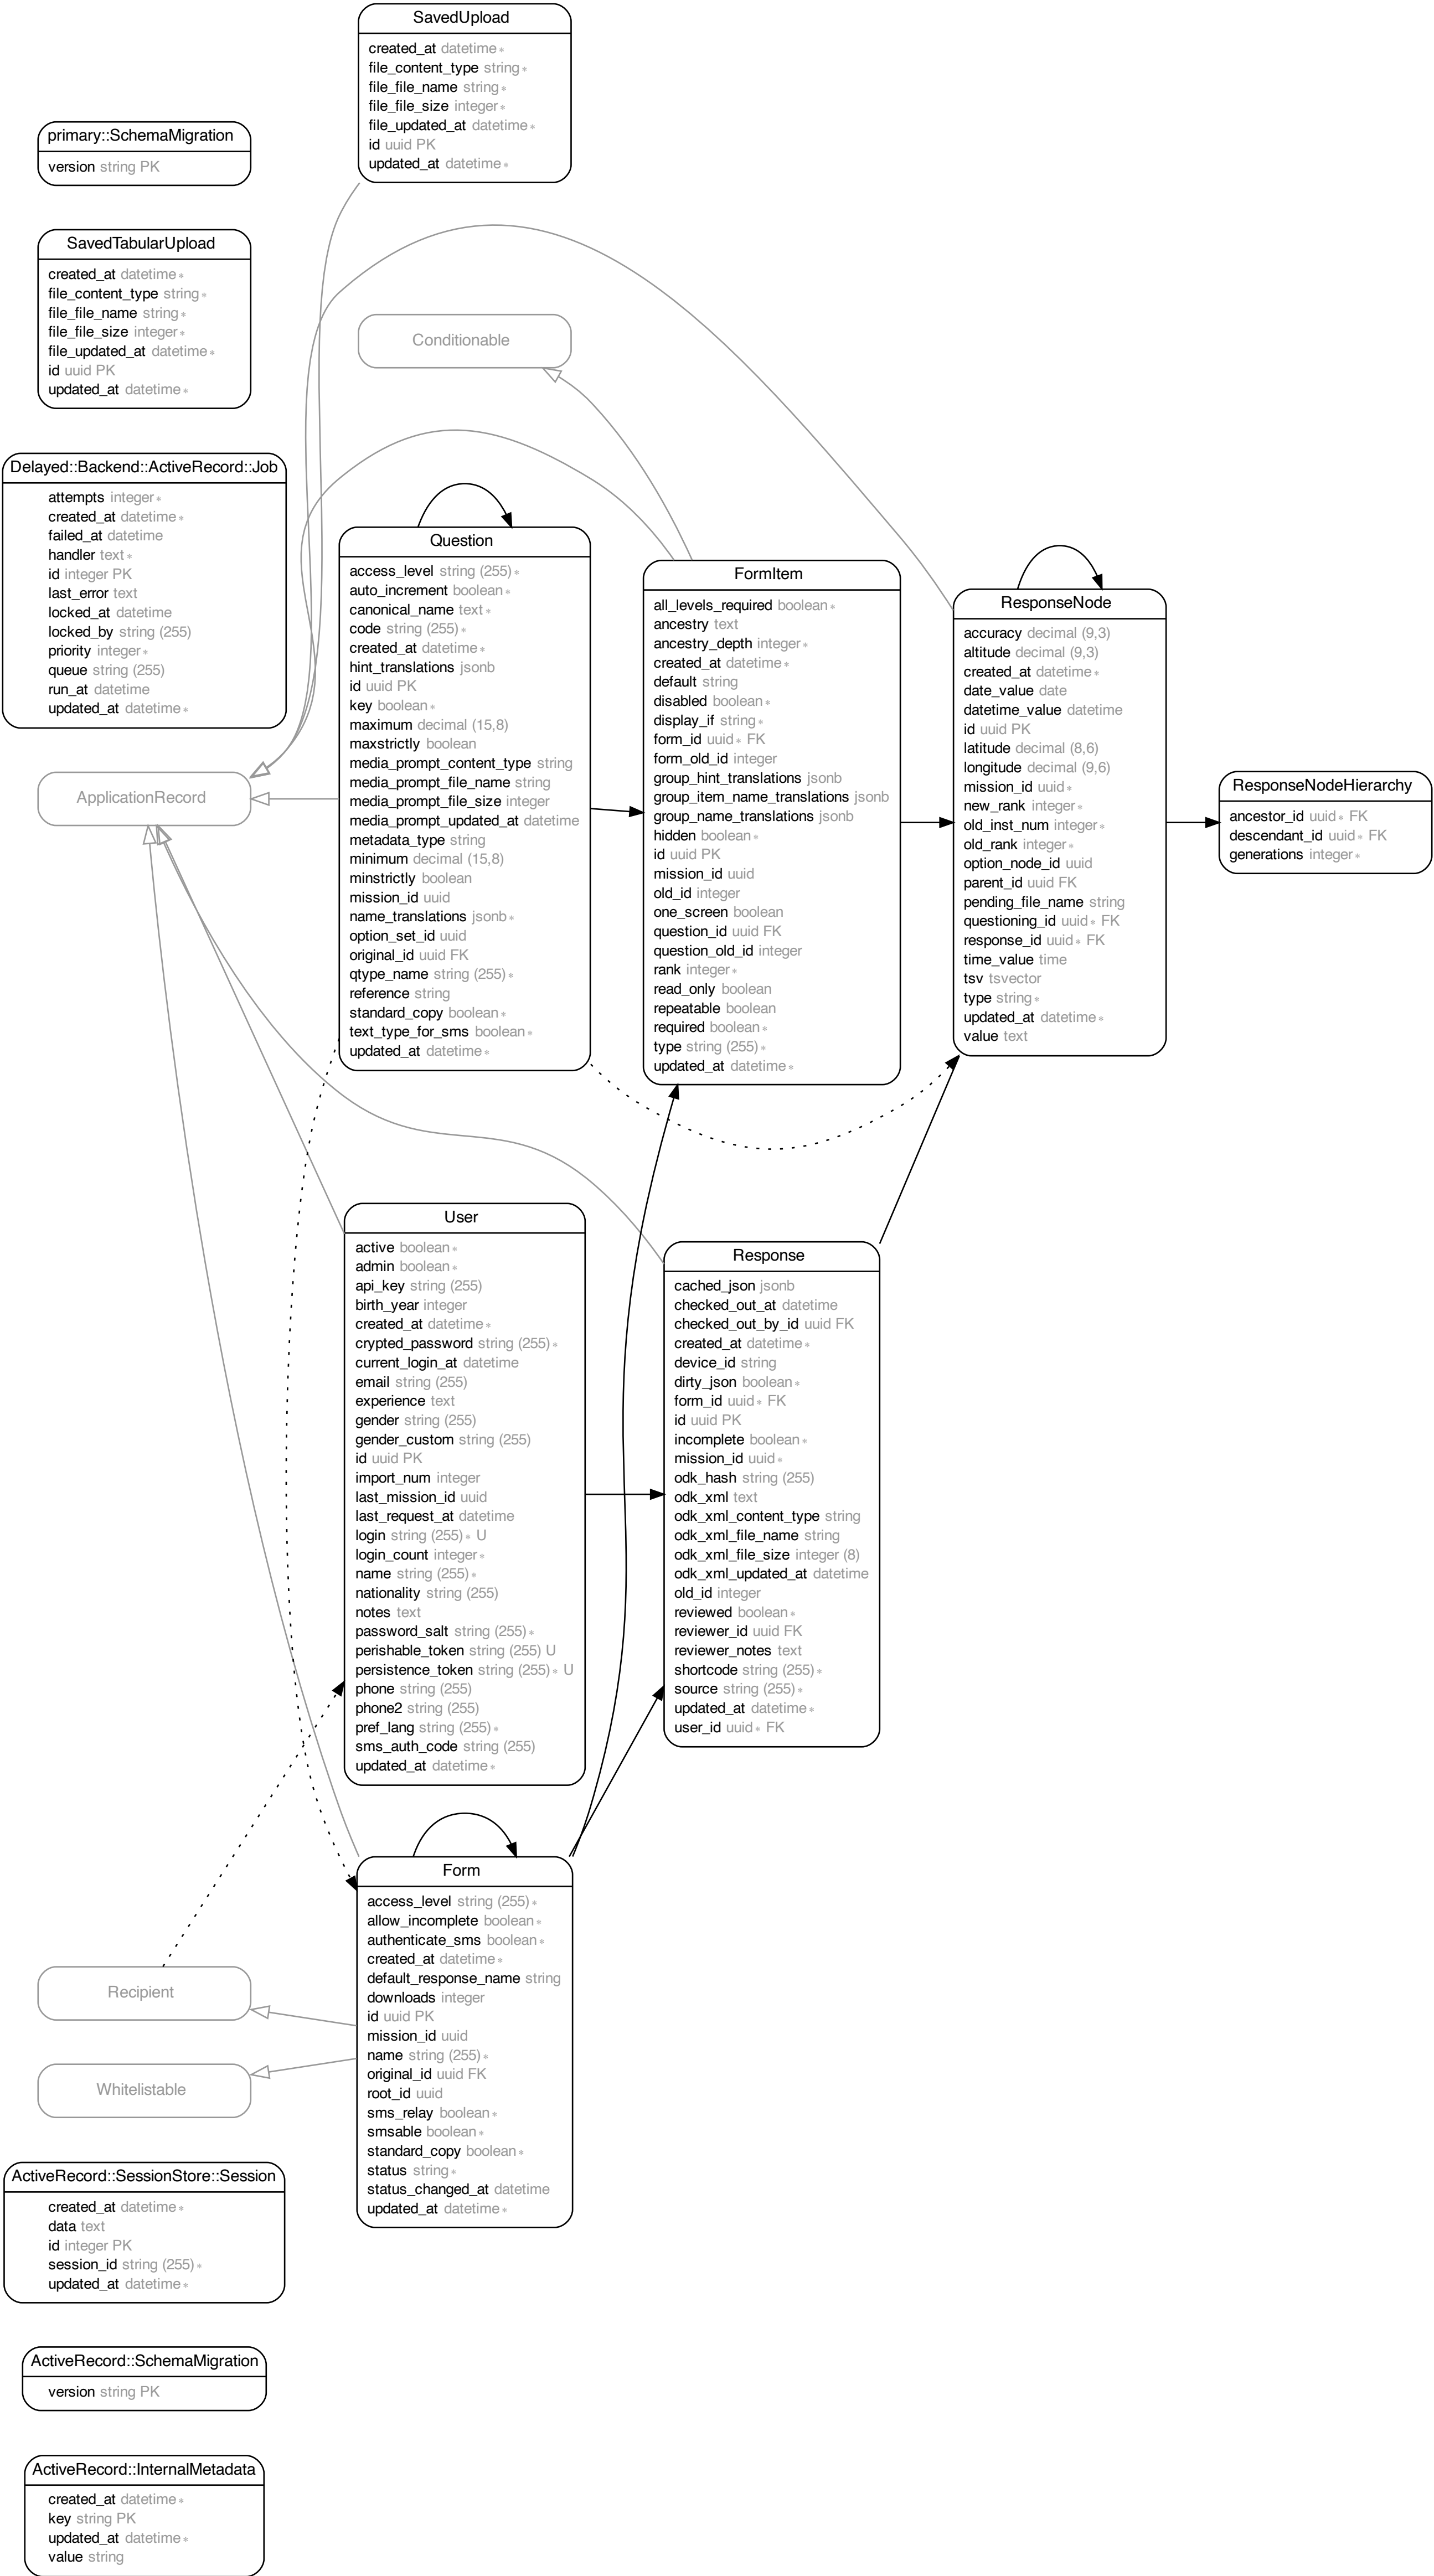 SavedUpload
created_at datetime ∗
file_content_type string ∗
file_file_name string ∗
file_file_size integer ∗
file_updated_at datetime ∗
id uuid PK
updated_at datetime ∗
primary::SchemaMigration
version string PK
SavedTabularUpload
created_at datetime ∗
file_content_type string ∗
file_file_name string ∗
file_file_size integer ∗
file_updated_at datetime ∗
id uuid PK
updated_at datetime ∗
Conditionable
Delayed::Backend::ActiveRecord::Job
attempts integer ∗
created_at datetime ∗
failed_at datetime
handler text ∗
id integer PK
last_error text
locked_at datetime
locked_by string (255)
priority integer ∗
queue string (255)
run_at datetime
updated_at datetime ∗
ApplicationRecord
Question
access_level string (255) ∗
auto_increment boolean ∗
canonical_name text ∗
code string (255) ∗
created_at datetime ∗
hint_translations jsonb
id uuid PK
key boolean ∗
maximum decimal (15,8)
maxstrictly boolean
media_prompt_content_type string
media_prompt_file_name string
media_prompt_file_size integer
media_prompt_updated_at datetime
metadata_type string
minimum decimal (15,8)
minstrictly boolean
mission_id uuid
name_translations jsonb ∗
option_set_id uuid
original_id uuid FK
qtype_name string (255) ∗
reference string
standard_copy boolean ∗
text_type_for_sms boolean ∗
updated_at datetime ∗
FormItem
all_levels_required boolean ∗
ancestry text
ancestry_depth integer ∗
created_at datetime ∗
default string
disabled boolean ∗
display_if string ∗
form_id uuid ∗ FK
form_old_id integer
group_hint_translations jsonb
group_item_name_translations jsonb
group_name_translations jsonb
hidden boolean ∗
id uuid PK
mission_id uuid
old_id integer
one_screen boolean
question_id uuid FK
question_old_id integer
rank integer ∗
read_only boolean
repeatable boolean
required boolean ∗
type string (255) ∗
updated_at datetime ∗
ResponseNode
accuracy decimal (9,3)
altitude decimal (9,3)
created_at datetime ∗
date_value date
datetime_value datetime
id uuid PK
latitude decimal (8,6)
longitude decimal (9,6)
mission_id uuid ∗
new_rank integer ∗
old_inst_num integer ∗
old_rank integer ∗
option_node_id uuid
parent_id uuid FK
pending_file_name string
questioning_id uuid ∗ FK
response_id uuid ∗ FK
time_value time
tsv tsvector
type string ∗
updated_at datetime ∗
value text
ResponseNodeHierarchy
ancestor_id uuid ∗ FK
descendant_id uuid ∗ FK
generations integer ∗
User
active boolean ∗
admin boolean ∗
api_key string (255)
birth_year integer
created_at datetime ∗
crypted_password string (255) ∗
current_login_at datetime
email string (255)
experience text
gender string (255)
gender_custom string (255)
id uuid PK
import_num integer
last_mission_id uuid
last_request_at datetime
login string (255) ∗ U
login_count integer ∗
name string (255) ∗
nationality string (255)
notes text
password_salt string (255) ∗
perishable_token string (255) U
persistence_token string (255) ∗ U
phone string (255)
phone2 string (255)
pref_lang string (255) ∗
sms_auth_code string (255)
updated_at datetime ∗
Response
cached_json jsonb
checked_out_at datetime
checked_out_by_id uuid FK
created_at datetime ∗
device_id string
dirty_json boolean ∗
form_id uuid ∗ FK
id uuid PK
incomplete boolean ∗
mission_id uuid ∗
odk_hash string (255)
odk_xml text
odk_xml_content_type string
odk_xml_file_name string
odk_xml_file_size integer (8)
odk_xml_updated_at datetime
old_id integer
reviewed boolean ∗
reviewer_id uuid FK
reviewer_notes text
shortcode string (255) ∗
source string (255) ∗
updated_at datetime ∗
user_id uuid ∗ FK
Form
access_level string (255) ∗
allow_incomplete boolean ∗
authenticate_sms boolean ∗
created_at datetime ∗
default_response_name string
downloads integer
id uuid PK
mission_id uuid
name string (255) ∗
original_id uuid FK
root_id uuid
sms_relay boolean ∗
smsable boolean ∗
standard_copy boolean ∗
status string ∗
status_changed_at datetime
updated_at datetime ∗
Recipient
Whitelistable
ActiveRecord::SessionStore::Session
created_at datetime ∗
data text
id integer PK
session_id string (255) ∗
updated_at datetime ∗
ActiveRecord::SchemaMigration
version string PK
ActiveRecord::InternalMetadata
created_at datetime ∗
key string PK
updated_at datetime ∗
value string